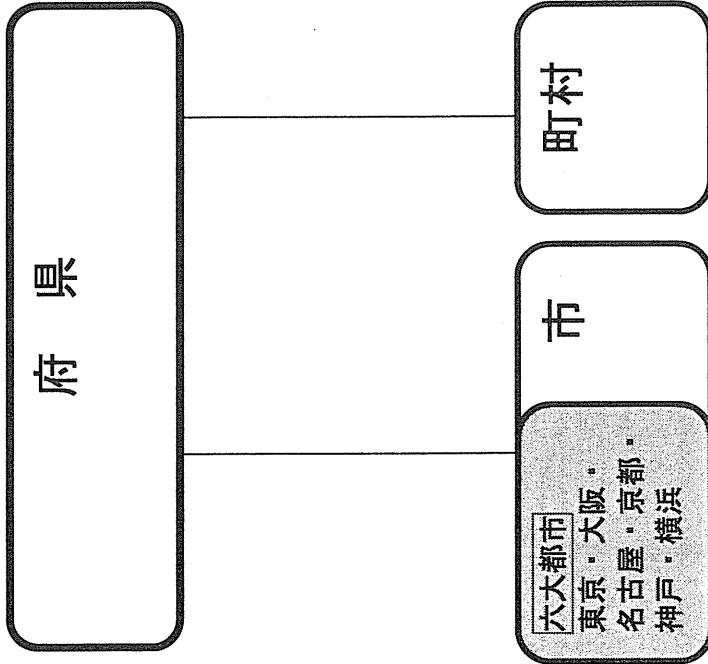 府 県
六大都市
東京・大阪・
名古屋・京都・
神戸・横浜
市
町村